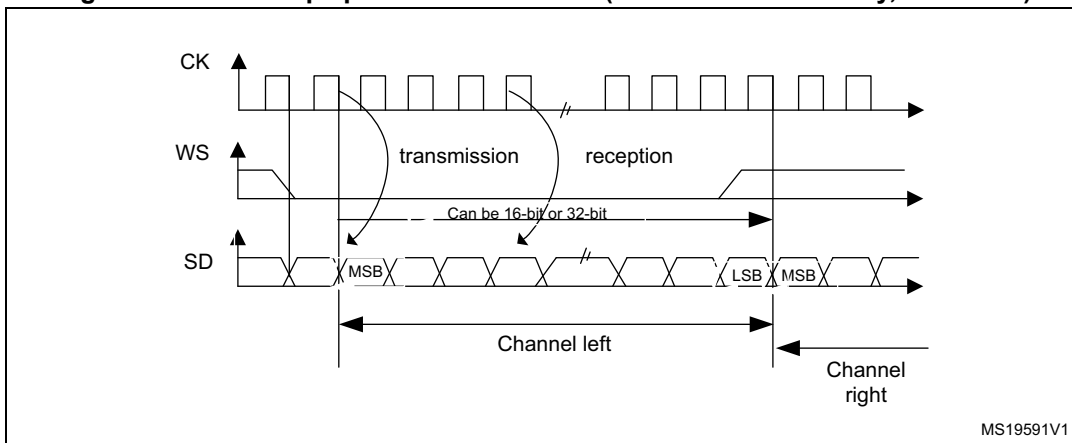 CK
WS
transmission
reception
Can be 16-bit or 32-bit
SD
MSB
LSB
MSB
Channel left
Channel
right
MS19591V1